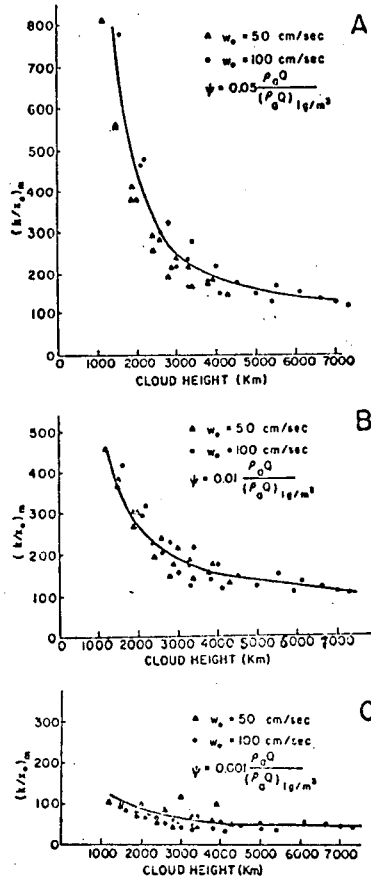 A
800
700
600
500
400
300
200
100
0
(k/z₀)ₘ
▲ w₀ = 50 cm/sec
● w₀ = 100 cm/sec
ψ = 0.05 ρₐQ / (ρₐQ) 1g/m³
0 1000 2000 3000 4000 5000 6000 7000
CLOUD HEIGHT (Km)
B
500
400
300
200
100
0
(k/z₀)ₘ
▲ w₀ = 50 cm/sec
● w₀ = 100 cm/sec
ψ = 0.01 ρₐQ / (ρₐQ) 1g/m³
0 1000 2000 3000 4000 5000 6000 7000
CLOUD HEIGHT (Km)
C
300
200
100
0
(k/z₀)ₘ
▲ w₀ = 50 cm/sec
w₀ = 100 cm/sec
ψ = 0.001 ρₐQ / (ρₐQ) 1g/m³
0 1000 2000 3000 4000 5000 6000 7000
CLOUD HEIGHT (Km)